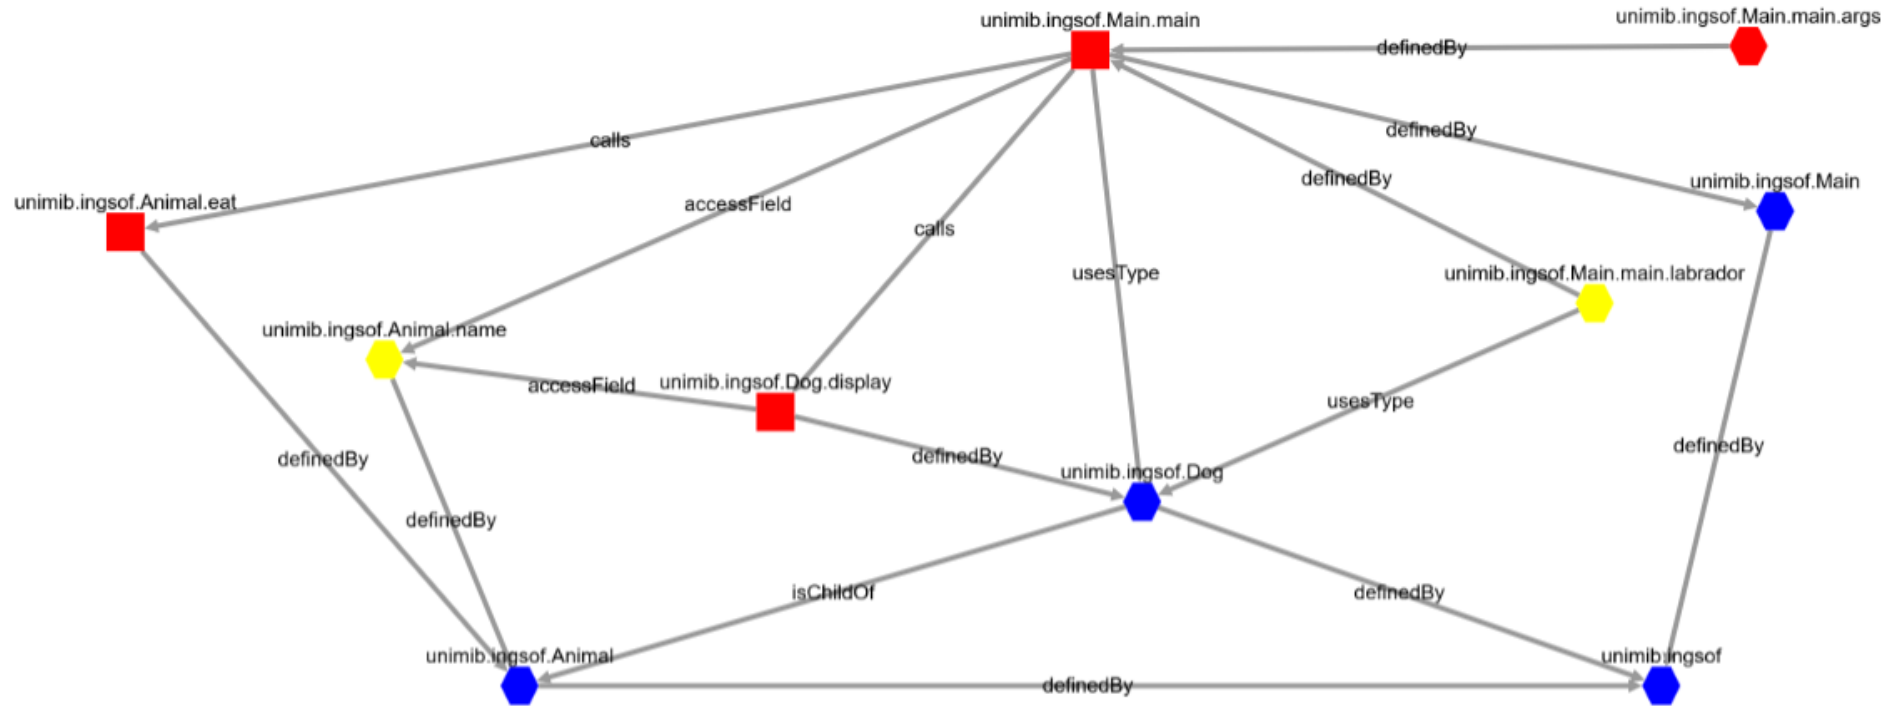 unimib.ingsof.Main.main.args
unimib.ingsof.Main.main
definedBy
definedBy
calls
definedBy
unimib.ingsof.Main
unimib.ingsof.Animal.eat
accessField
calls
usesType
unimib.ingsof.Main.main.labrador
unimib.ingsof.Animal.name
accessField
unimib.ingsof.Dog.display
usesType
definedBy
definedBy
definedBy
unimib.ingsof.Dog
definedBy
isChildOf
definedBy
unimib.ingsof.Animal
unimib.ingsof
definedBy